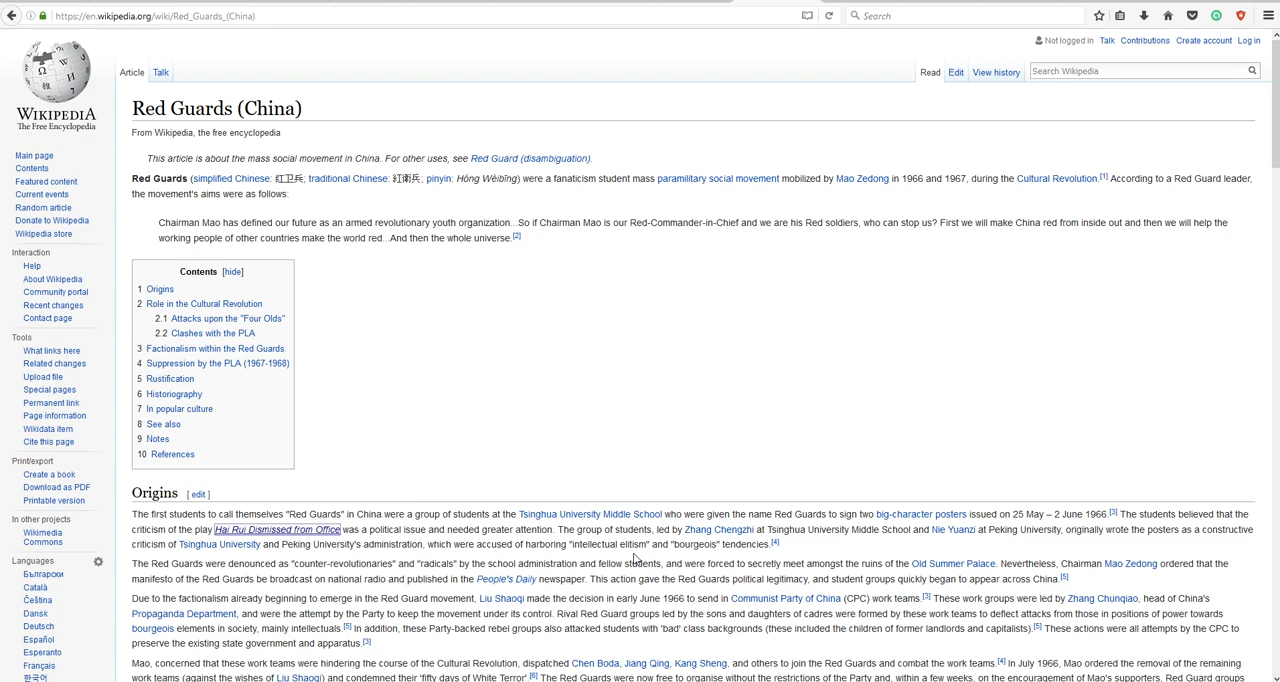 https://en.wikipedia.org/wiki/Red_Guards_(China)
Search
Not logged in Talk Contributions Create account Log in
Article Talk
Read Edit View history
Search Wikipedia
WIKIPEDIA
The Free Encyclopedia
Main page
Contents
Featured content
Current events
Random article
Donate to Wikipedia
Wikipedia store
Interaction
Help
About Wikipedia
Community portal
Recent changes
Contact page
Tools
What links here
Related changes
Upload file
Special pages
Permanent link
Page information
Wikidata item
Cite this page
Print/export
Create a book
Download as PDF
Printable version
In other projects
Wikimedia
Commons
Languages
Български
Català
Čeština
Dansk
Deutsch
Español
Esperanto
Français
한국어
Red Guards (China)
From Wikipedia, the free encyclopedia
This article is about the mass social movement in China. For other uses, see Red Guard (disambiguation).
Red Guards (simplified Chinese: 红卫兵; traditional Chinese: 紅衛兵; pinyin: Hóng Wèibīng) were a fanaticism student mass paramilitary social movement mobilized by Mao Zedong in 1966 and 1967, during the Cultural Revolution.[1] According to a Red Guard leader,
the movement's aims were as follows:
Chairman Mao has defined our future as an armed revolutionary youth organization...So if Chairman Mao is our Red-Commander-in-Chief and we are his Red soldiers, who can stop us? First we will make China red from inside out and then we will help the
working people of other countries make the world red...And then the whole universe.[2]
Contents [hide]
1 Origins
2 Role in the Cultural Revolution
2.1 Attacks upon the "Four Olds"
2.2 Clashes with the PLA
3 Factionalism within the Red Guards
4 Suppression by the PLA (1967-1968)
5 Rustification
6 Historiography
7 In popular culture
8 See also
9 Notes
10 References
Origins [ edit ]
The first students to call themselves "Red Guards" in China were a group of students at the Tsinghua University Middle School who were given the name Red Guards to sign two big-character posters issued on 25 May – 2 June 1966.[3] The students believed that the
criticism of the play Hai Rui Dismissed from Office was a political issue and needed greater attention. The group of students, led by Zhang Chengzhi at Tsinghua University Middle School and Nie Yuanzi at Peking University, originally wrote the posters as a constructive
criticism of Tsinghua University and Peking University's administration, which were accused of harboring "intellectual elitism" and "bourgeois" tendencies.[4]
The Red Guards were denounced as "counter-revolutionaries" and "radicals" by the school administration and fellow students, and were forced to secretly meet amongst the ruins of the Old Summer Palace. Nevertheless, Chairman Mao Zedong ordered that the
manifesto of the Red Guards be broadcast on national radio and published in the People's Daily newspaper. This action gave the Red Guards political legitimacy, and student groups quickly began to appear across China.[5]
Due to the factionalism already beginning to emerge in the Red Guard movement, Liu Shaoqi made the decision in early June 1966 to send in Communist Party of China (CPC) work teams.[3] These work groups were led by Zhang Chunqiao, head of China's
Propaganda Department, and were the attempt by the Party to keep the movement under its control. Rival Red Guard groups led by the sons and daughters of cadres were formed by these work teams to deflect attacks from those in positions of power towards
bourgeois elements in society, mainly intellectuals.[5] In addition, these Party-backed rebel groups also attacked students with 'bad' class backgrounds (these included the children of former landlords and capitalists).[5] These actions were all attempts by the CPC to
preserve the existing state government and apparatus.[3]
Mao, concerned that these work teams were hindering the course of the Cultural Revolution, dispatched Chen Boda, Jiang Qing, Kang Sheng, and others to join the Red Guards and combat the work teams.[4] In July 1966, Mao ordered the removal of the remaining
work teams (against the wishes of Liu Shaoqi) and condemned their 'fifty days of White Terror'.[6] The Red Guards were now free to organise without the restrictions of the Party and, within a few weeks, on the encouragement of Mao's supporters, Red Guard groups